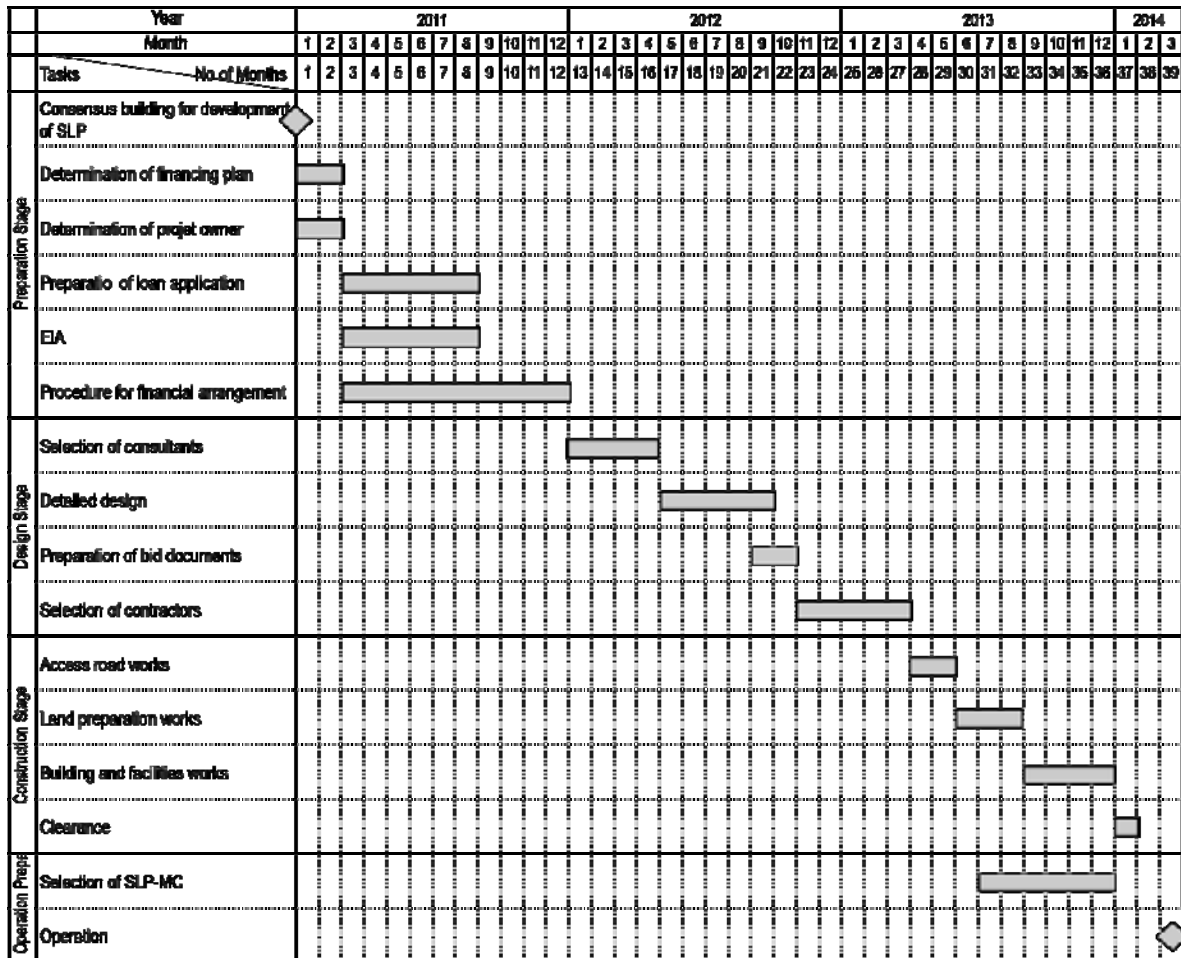 Year 2011 2012 2013 2014
Month 1 2 3 4 5 6 7 8 9 10 11 12 1 2 3 4 5 6 7 8 9 10 11 12 1 2 3 4 5 6 7 8 9 10 11 12 1 2 3
Tasks No.of Months 1 2 3 4 5 6 7 8 9 10 11 12 13 14 15 16 17 18 19 20 21 22 23 24 25 26 27 28 29 30 31 32 33 34 35 36 37 38 39
Preparation Stage
Consensus building for development
of SLP
Determination of financing plan
Determination of projet owner
Preparatio of loan application
EIA
Procedure for financial arrangement
Design Stage
Selection of consultants
Detailed design
Preparation of bid documents
Selection of contractors
Construction Stage
Access road works
Land preparation works
Building and facilities works
Clearance
Operation Prepa
Selection of SLP-MC
Operation